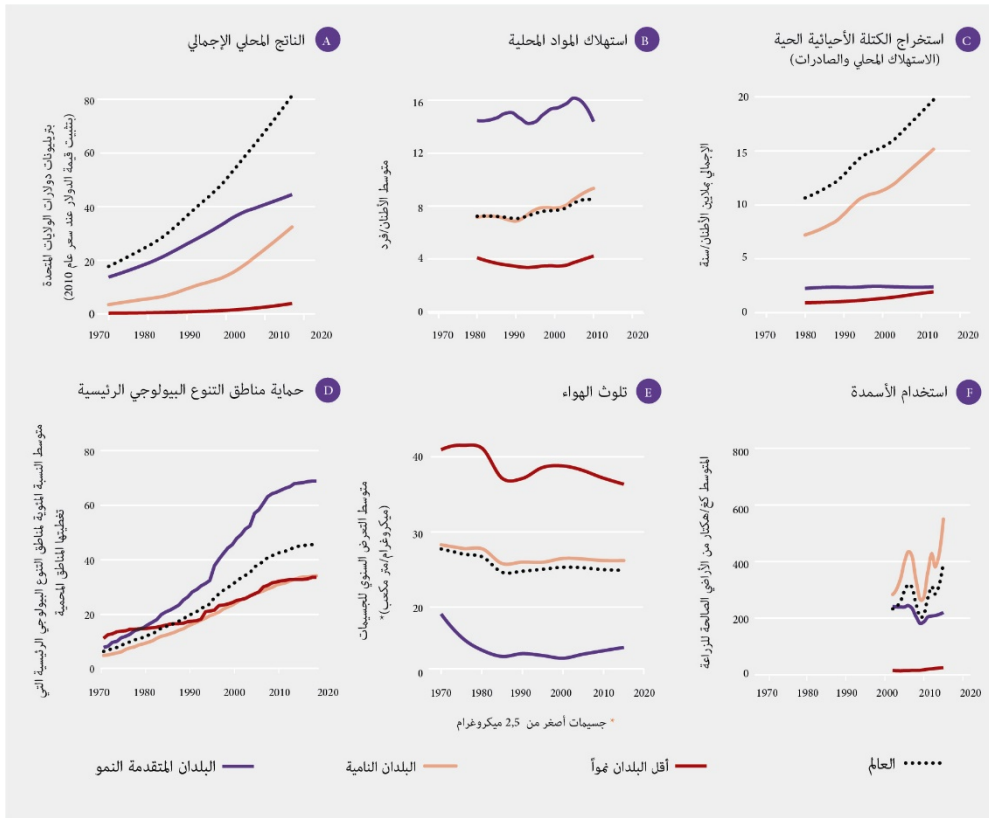 A الناتج المحلي الإجمالي
بتريليونات دولارات الولايات المتحدة
(بتثبيت قيمة الدولار عند سعر عام 2010)
80
60
40
20
0
1970 1980 1990 2000 2010 2020
B استهلاك المواد المحلية
متوسط الأطنان/فرد
16
12
8
4
0
1970 1980 1990 2000 2010 2020
C استخراج الكتلة الأحيائية الحية
(الاستهلاك المحلي والصادرات)
الإجمالي بملايين الأطنان/سنة
20
15
10
5
0
1970 1980 1990 2000 2010 2020
D حماية مناطق التنوع البيولوجي الرئيسية
متوسط النسبة المئوية لمناطق التنوع البيولوجي الرئيسية التي
تغطيتها المناطق المحمية
80
60
40
20
0
1970 1980 1990 2000 2010 2020
E تلوث الهواء
متوسط التعرض السنوي للجسيمات
(ميكروغرام/متر مكعب)*
40
30
20
0
1970 1980 1990 2000 2010 2020
* جسيمات أصغر من 2,5 ميكروغرام
F استخدام الأسمدة
المتوسط كغ/هكتار من الأراضي الصالحة للزراعة
800
600
400
200
0
1970 1980 1990 2000 2010 2020
البلدان المتقدمة النمو
البلدان النامية
أقل البلدان نمواً
العالم